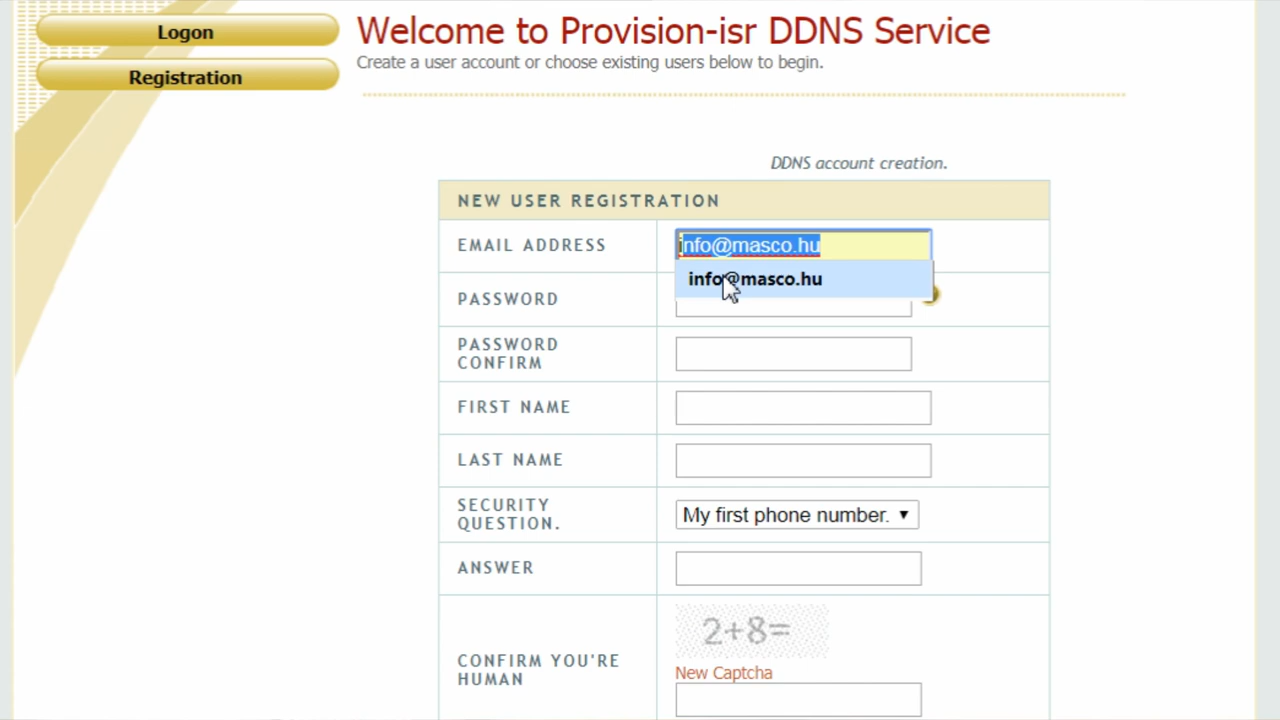 Logon
Registration
Welcome to Provision-isr DDNS Service
Create a user account or choose existing users below to begin.
DDNS account creation.
NEW USER REGISTRATION
EMAIL ADDRESS
info@masco.hu
info@masco.hu
PASSWORD
PASSWORD
CONFIRM
FIRST NAME
LAST NAME
SECURITY
QUESTION.
My first phone number.
ANSWER
2+8=
CONFIRM YOU'RE
HUMAN
New Captcha